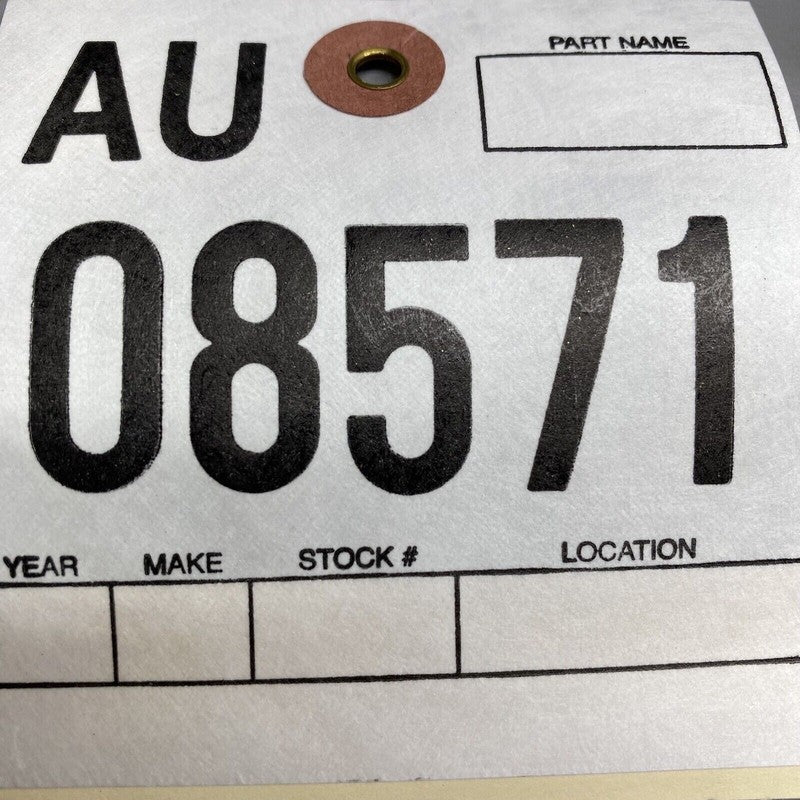 AU
PART NAME
08571
YEAR MAKE STOCK # LOCATION